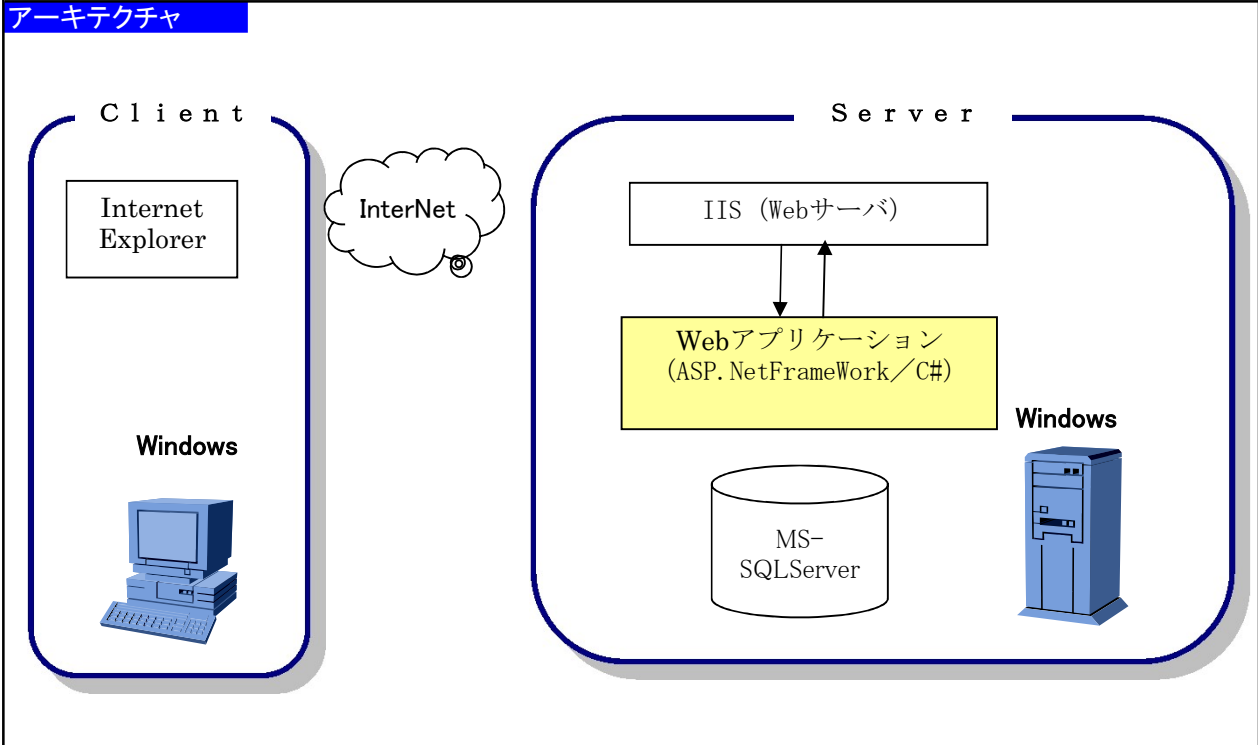 アーキテクチャ
Ｃｌｉｅｎｔ
Ｓｅｒｖｅｒ
Internet
Explorer
InterNet
IIS (Webサーバ)
Webアプリケーション
(ASP.NetFrameWork／C#)
Windows
Windows
MS-
SQLServer